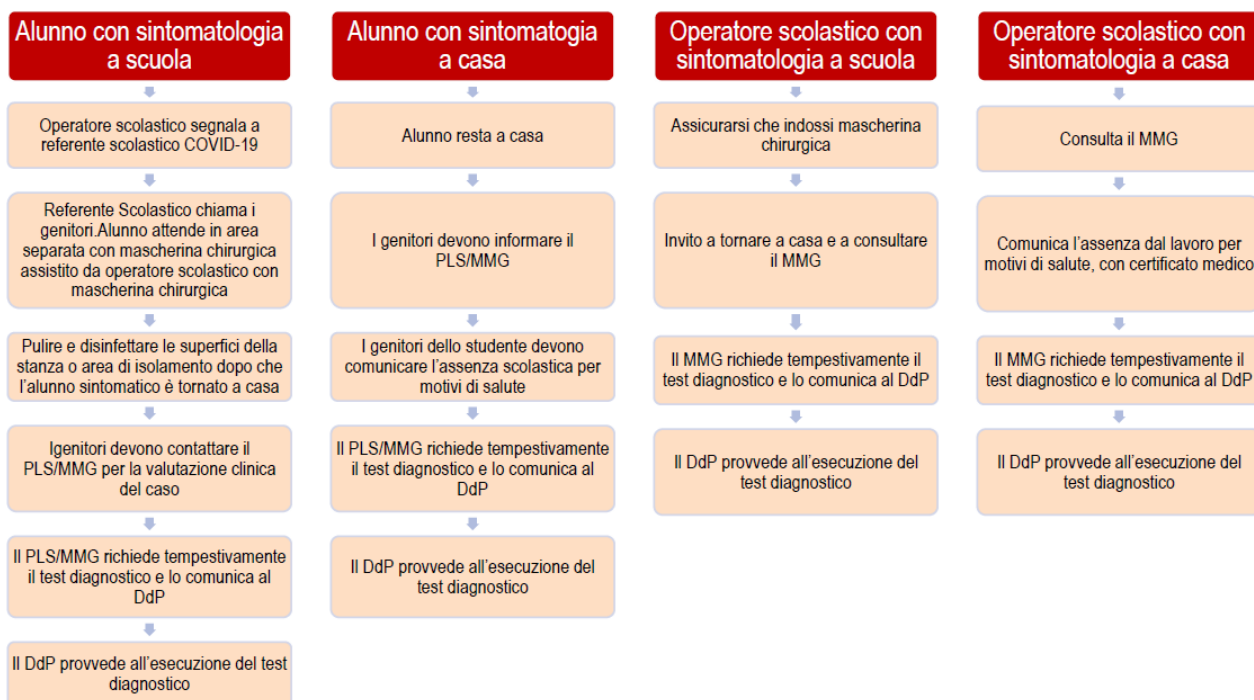 Alunno con sintomatologia
a scuola
Operatore scolastico segnala a
referente scolastico COVID-19
Referente Scolastico chiama i
genitori.Alunno attende in area
separata con mascherina chirurgica
assistito da operatore scolastico con
mascherina chirurgica
Pulire e disinfettare le superfici della
stanza o area di isolamento dopo che
l'alunno sintomatico è tornato a casa
Igenitori devono contattare il
PLS/MMG per la valutazione clinica
del caso
Il PLS/MMG richiede tempestivamente
il test diagnostico e lo comunica al
DdP
Il DdP provvede all'esecuzione del test
diagnostico
Alunno con sintomatogia
a casa
Alunno resta a casa
I genitori devono informare il
PLS/MMG
I genitori dello studente devono
comunicare l'assenza scolastica per
motivi di salute
Il PLS/MMG richiede tempestivamente
il test diagnostico e lo comunica al
DdP
Il DdP provvede all'esecuzione del
test diagnostico
Operatore scolastico con
sintomatologia a scuola
Assicurarsi che indossi mascherina
chirurgica
Invito a tornare a casa e a consultare
il MMG
Il MMG richiede tempestivamente il
test diagnostico e lo comunica al DdP
Il DdP provvede all'esecuzione del
test diagnostico
Operatore scolastico con
sintomatologia a casa
Consulta il MMG
Comunica l'assenza dal lavoro per
motivi di salute, con certificato medico
Il MMG richiede tempestivamente il
test diagnostico e lo comunica al DdP
Il DdP provvede all'esecuzione del
test diagnostico